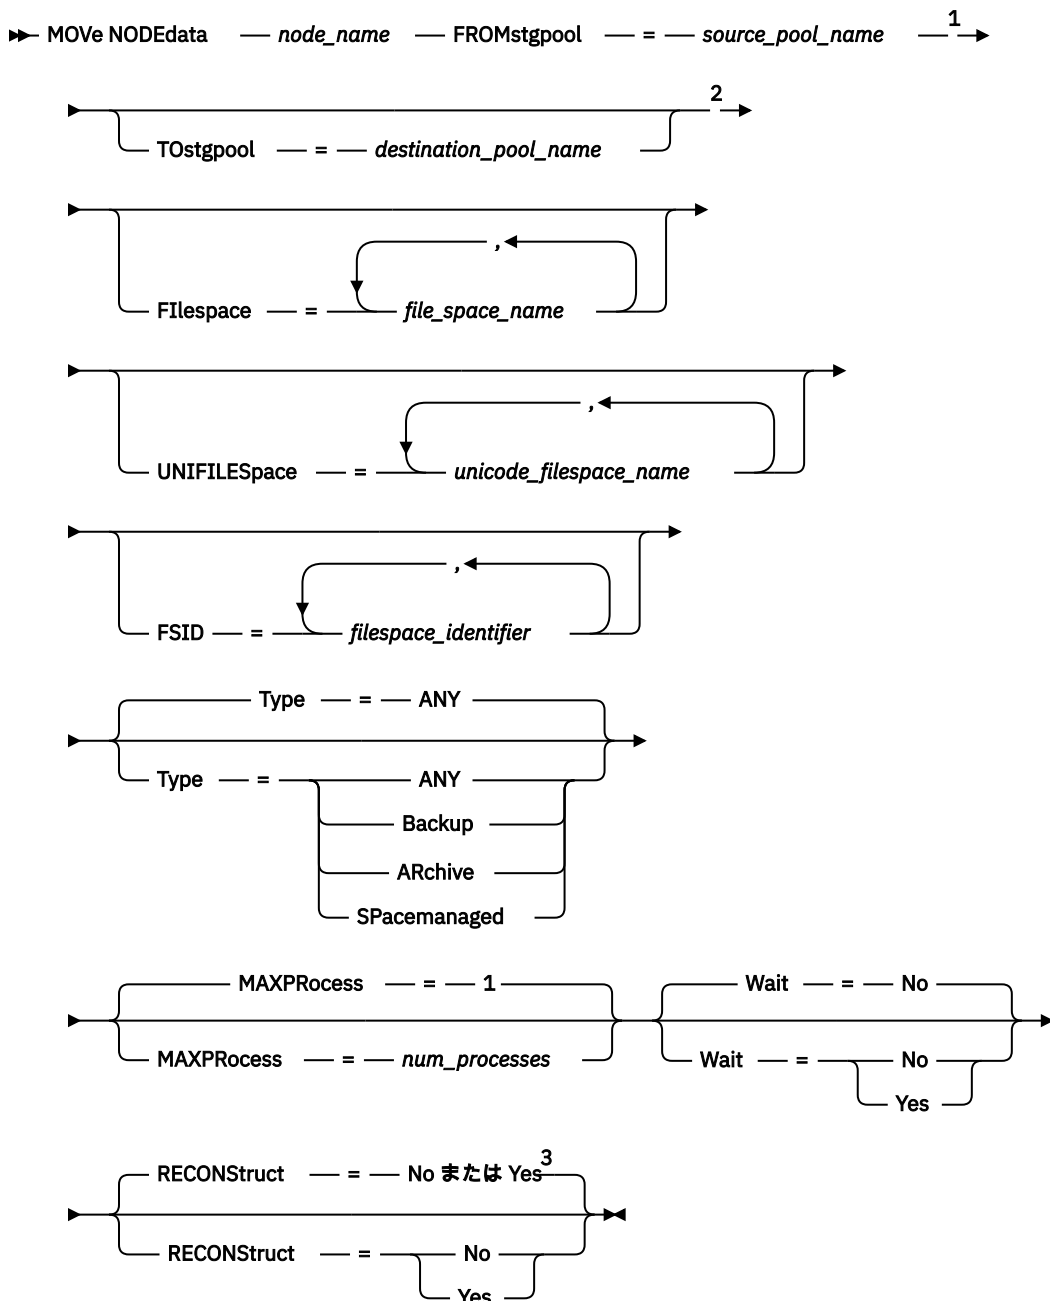 MOVe NODEdata node_name FROMstgpool = source_pool_name 1
2
TOstgpool = destination_pool_name
,
FIlespace = file_space_name
,
UNIFILESpace = unicode_filespace_name
,
FSID = filespace_identifier
Type = ANY
Type = ANY
Backup
ARchive
SPacemanaged
MAXPRocess = 1 Wait = No
MAXPRocess = num_processes Wait = No
Yes
RECONStruct = No または Yes 3
RECONStruct = No
Yes